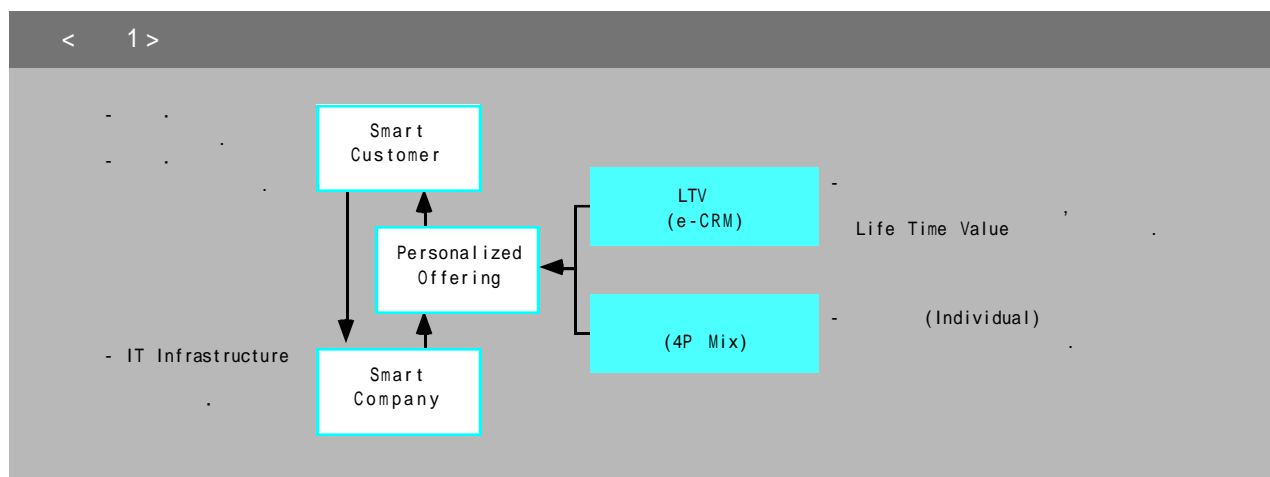 < 1>
- .
.
- .
.
Smart
Customer
LTV
(e-CRM)
-
,
Life Time Value .
Personalized
Offering
(4P Mix)
- (Individual)
.
- IT Infrastructure
.
Smart
Company